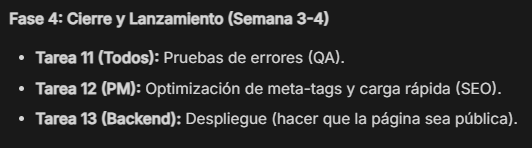 Fase 4: Cierre y Lanzamiento (Semana 3-4)
• Tarea 11 (Todos): Pruebas de errores (QA).
• Tarea 12 (PM): Optimización de meta-tags y carga rápida (SEO).
• Tarea 13 (Backend): Despliegue (hacer que la página sea pública).